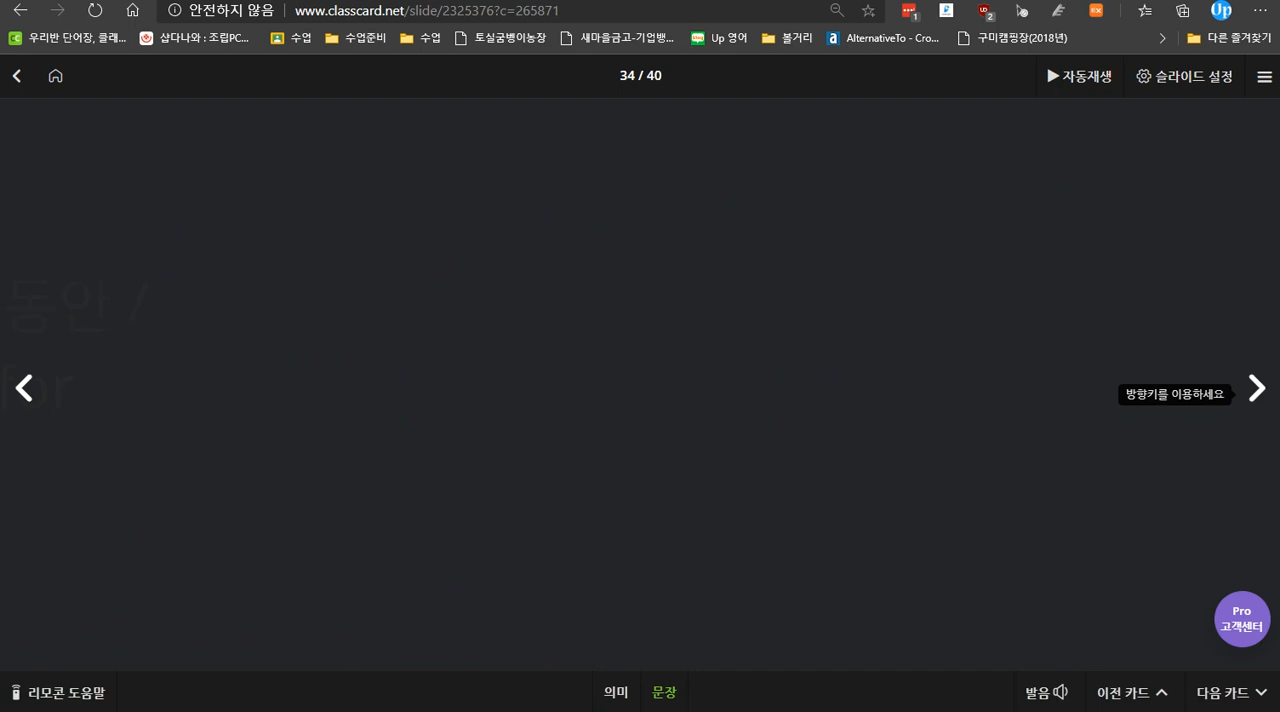 안전하지 않음 | www.classcard.net/slide/2325376?c=265871
1
UD
2
EX
Up
우리반 단어장, 클래... 샵다나와 : 조립PC... 수업 수업준비 수업 토실굼벵이농장 새마을금고-기업뱅... Up 영어 볼거리 a AlternativeTo - Cro... 구미캠핑장(2018년) 다른 즐겨찾기
34 / 40
자동재생
슬라이드 설정
동안 /
for
방향키를 이용하세요
Pro
고객센터
리모콘 도움말
의미
문장
발음
이전 카드
다음 카드